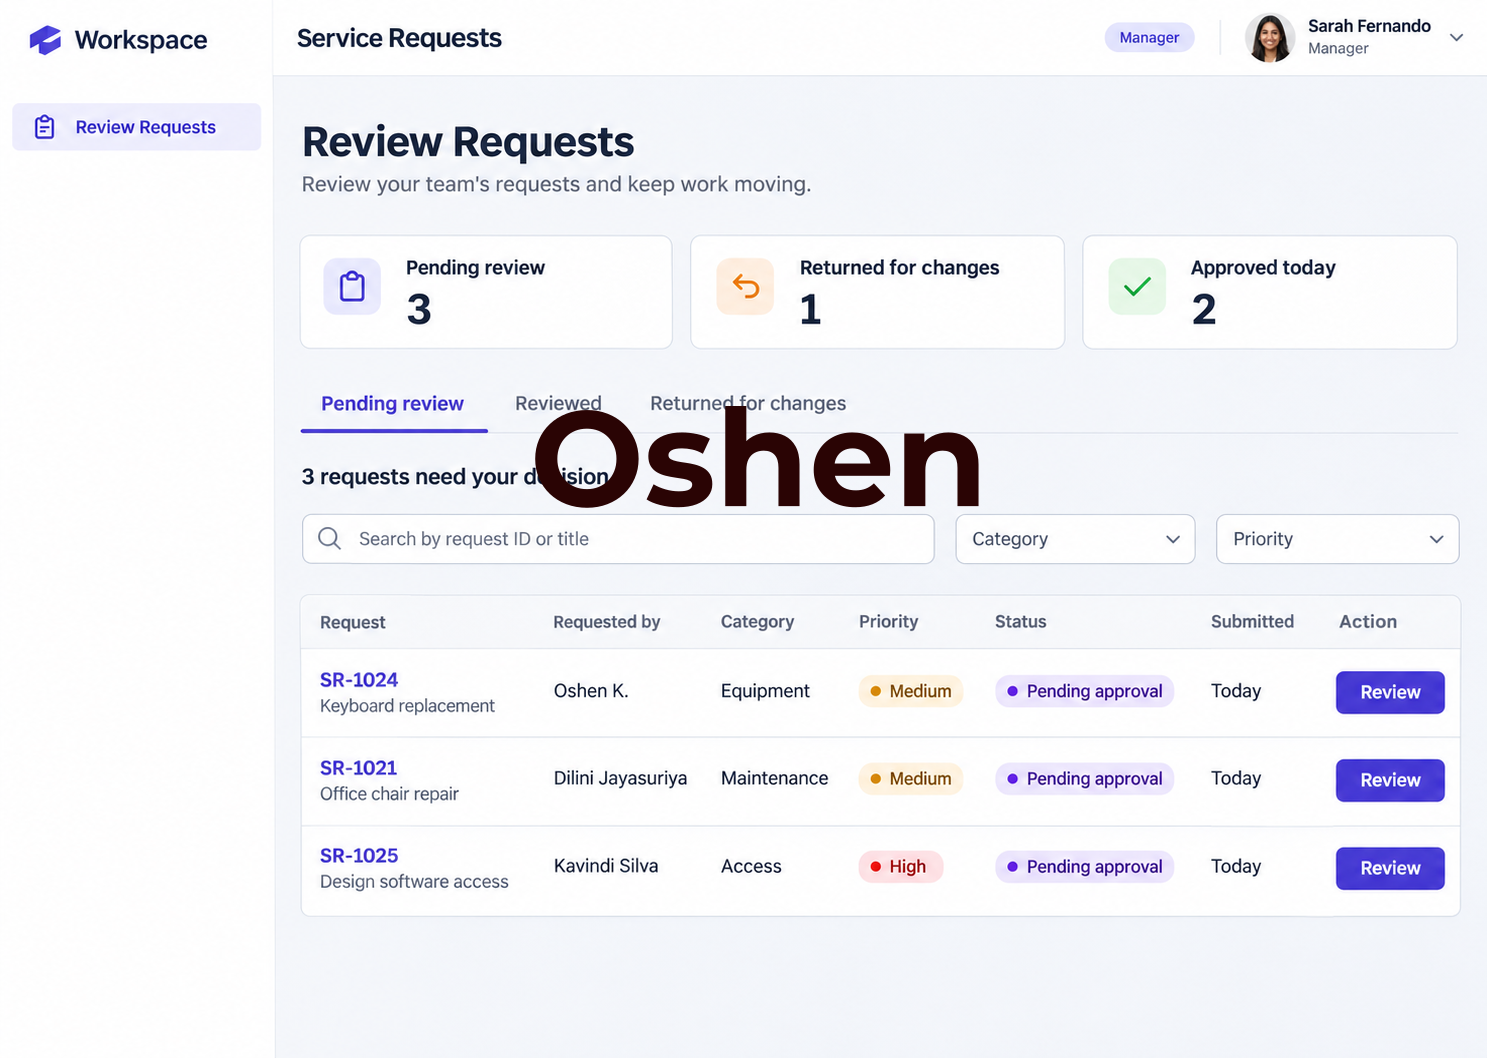 Workspace
Service Requests
Manager
Sarah Fernando
Manager
Review Requests
Review Requests
Review your team's requests and keep work moving.
Pending review
3
Returned for changes
1
Approved today
2
Pending review Reviewed Returned for changes
Oshen
3 requests need your decision
Search by request ID or title Category Priority
Request Requested by Category Priority Status Submitted Action
SR-1024
Keyboard replacement
Oshen K. Equipment Medium Pending approval Today Review
SR-1021
Office chair repair
Dilini Jayasuriya Maintenance Medium Pending approval Today Review
SR-1025
Design software access
Kavindi Silva Access High Pending approval Today Review